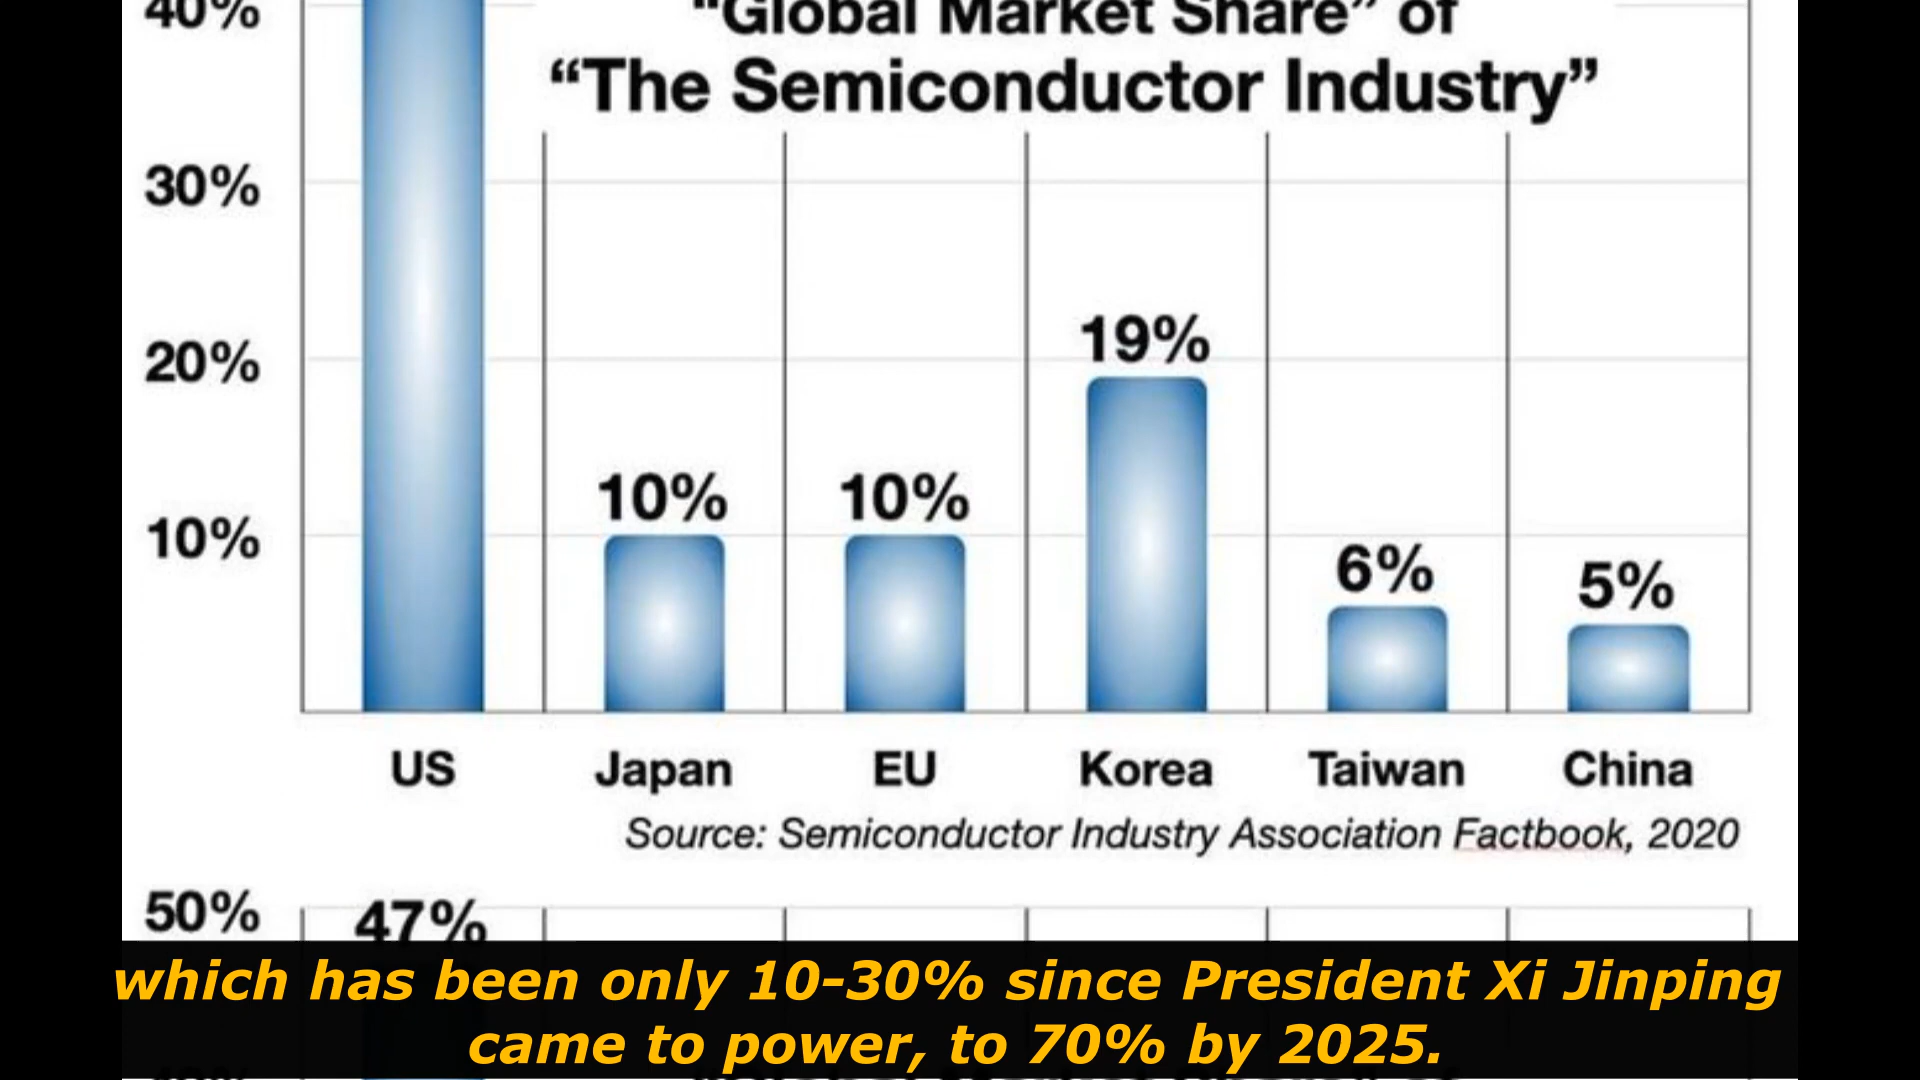 40%
“Global Market Share” of
“The Semiconductor Industry”
30%
20%
19%
10%
10%
10%
6%
5%
US Japan EU Korea Taiwan China
Source: Semiconductor Industry Association Factbook, 2020
50%
47%
which has been only 10-30% since President Xi Jinping
came to power, to 70% by 2025.